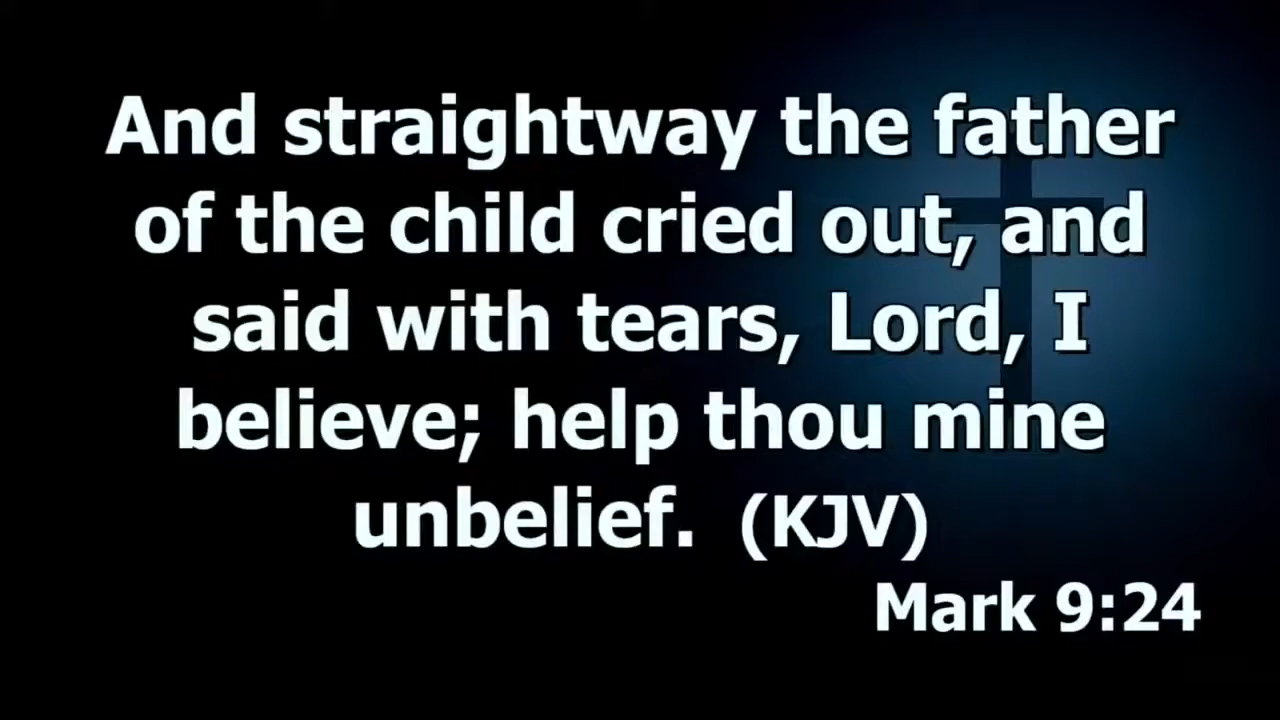 And straightway the father
of the child cried out, and
said with tears, Lord, I
believe; help thou mine
unbelief.  (KJV)
Mark 9:24